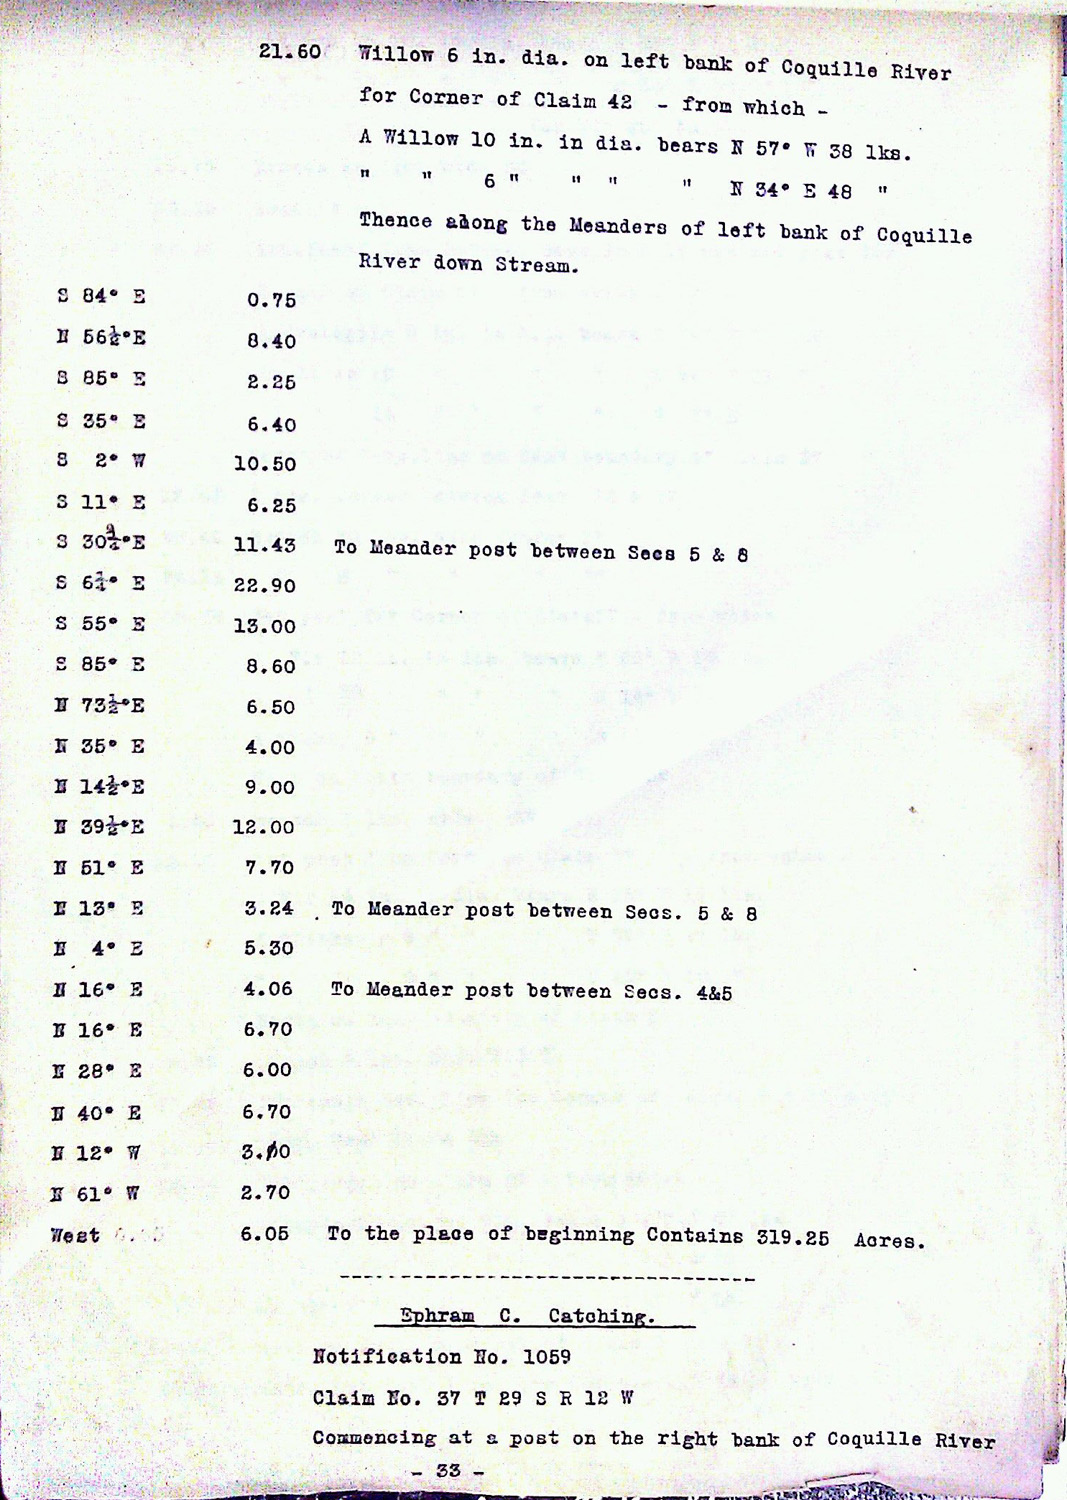 21.60 Willow 6 in. dia. on left bank of Coquille River
for Corner of Claim 42 - from which -
A Willow 10 in. in dia. bears N 57° W 38 lks.
" " 6 " " " " N 34° E 48 "
Thence along the Meanders of left bank of Coquille
River down Stream.
S 84° E 0.75
N 56½°E 8.40
S 85° E 2.25
S 35° E 6.40
S 2° W 10.50
S 11° E 6.25
S 30¾°E 11.43 To Meander post between Secs 5 & 8
S 6¼° E 22.90
S 55° E 13.00
S 85° E 8.60
N 73½°E 6.50
N 35° E 4.00
N 14½°E 9.00
N 39½°E 12.00
N 51° E 7.70
N 13° E 3.24 To Meander post between Secs. 5 & 8
N 4° E 5.30
N 16° E 4.06 To Meander post between Secs. 4&5
N 16° E 6.70
N 28° E 6.00
N 40° E 6.70
N 12° W
N 61° W 2.70
West 6.05 To the place of beginning Contains 319.25 Acres.
Ephram C. Catching.
Notification No. 1059
Claim No. 37 T 29 S R 12 W
Commencing at a post on the right bank of Coquille River
- 33 -